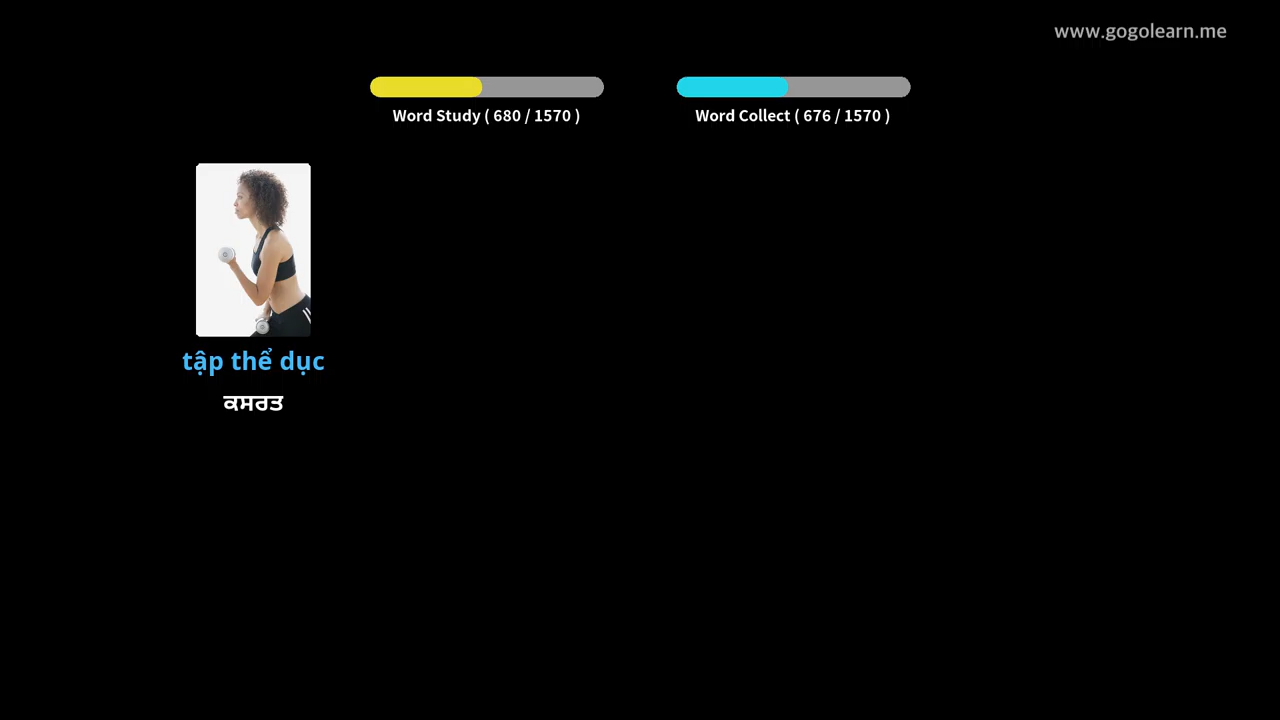 www.gogolearn.me
Word Study ( 680 / 1570 )
Word Collect ( 676 / 1570 )
tập thể dục
ਕਸਰਤ